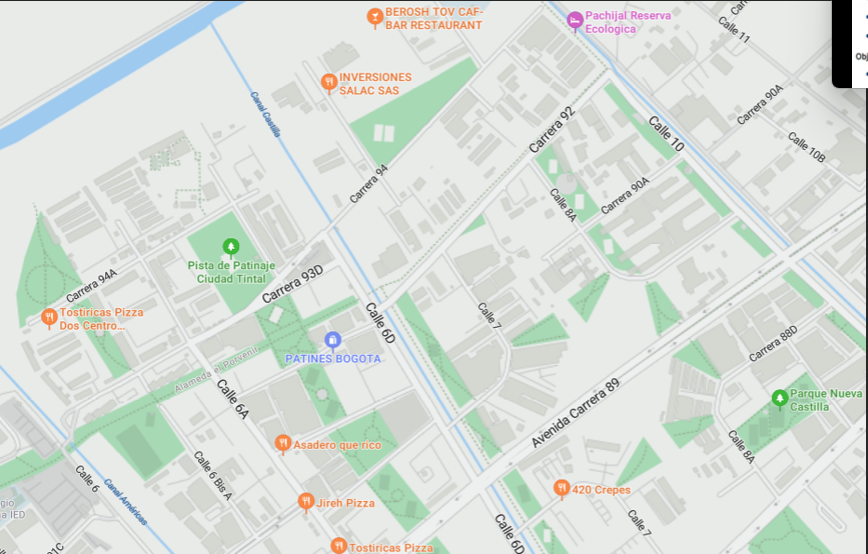 BEROSH TOV CAF-
BAR RESTAURANT
Pachijal Reserva
Ecologica
Calle 11
Obj
INVERSIONES
SALAC SAS
Canal Castilla
Carrera 92
Calle 10
Carrera 90A
Calle 10B
Carrera 94
Carrera 90A
Calle 8A
Pista de Patinaje
Ciudad Tintal
Carrera 93D
Carrera 94A
Tostiricas Pizza
Dos Centro...
Calle 6D
Calle 7
PATINES BOGOTA
Alameda el Porvenir
Carrera 88D
Calle 6A
Avenida Carrera 89
Parque Nueva
Castilla
Asadero que rico
Calle 8A
Calle 6
Calle 6 Bis A
Canal Américas
420 Crepes
Jireh Pizza
Calle 6D
Calle 7
a IED
Tostiricas Pizza